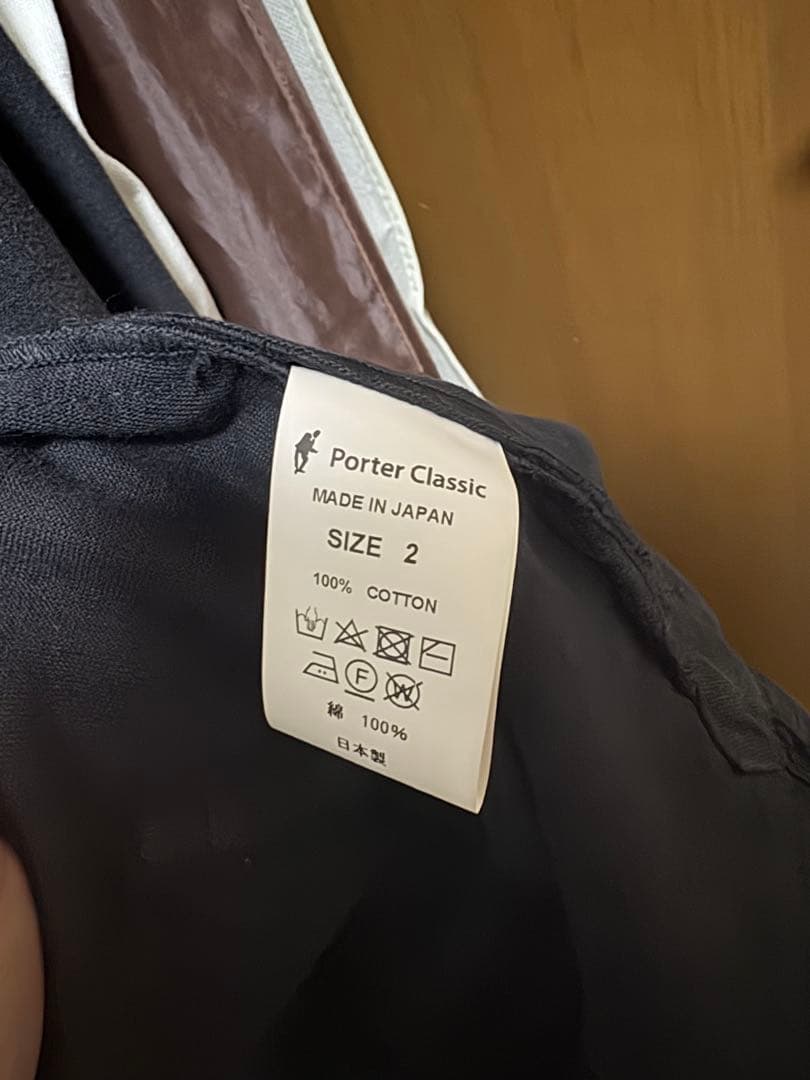 Porter Classic
MADE IN JAPAN
SIZE 2
100% COTTON
F W
綿 100%
日本製